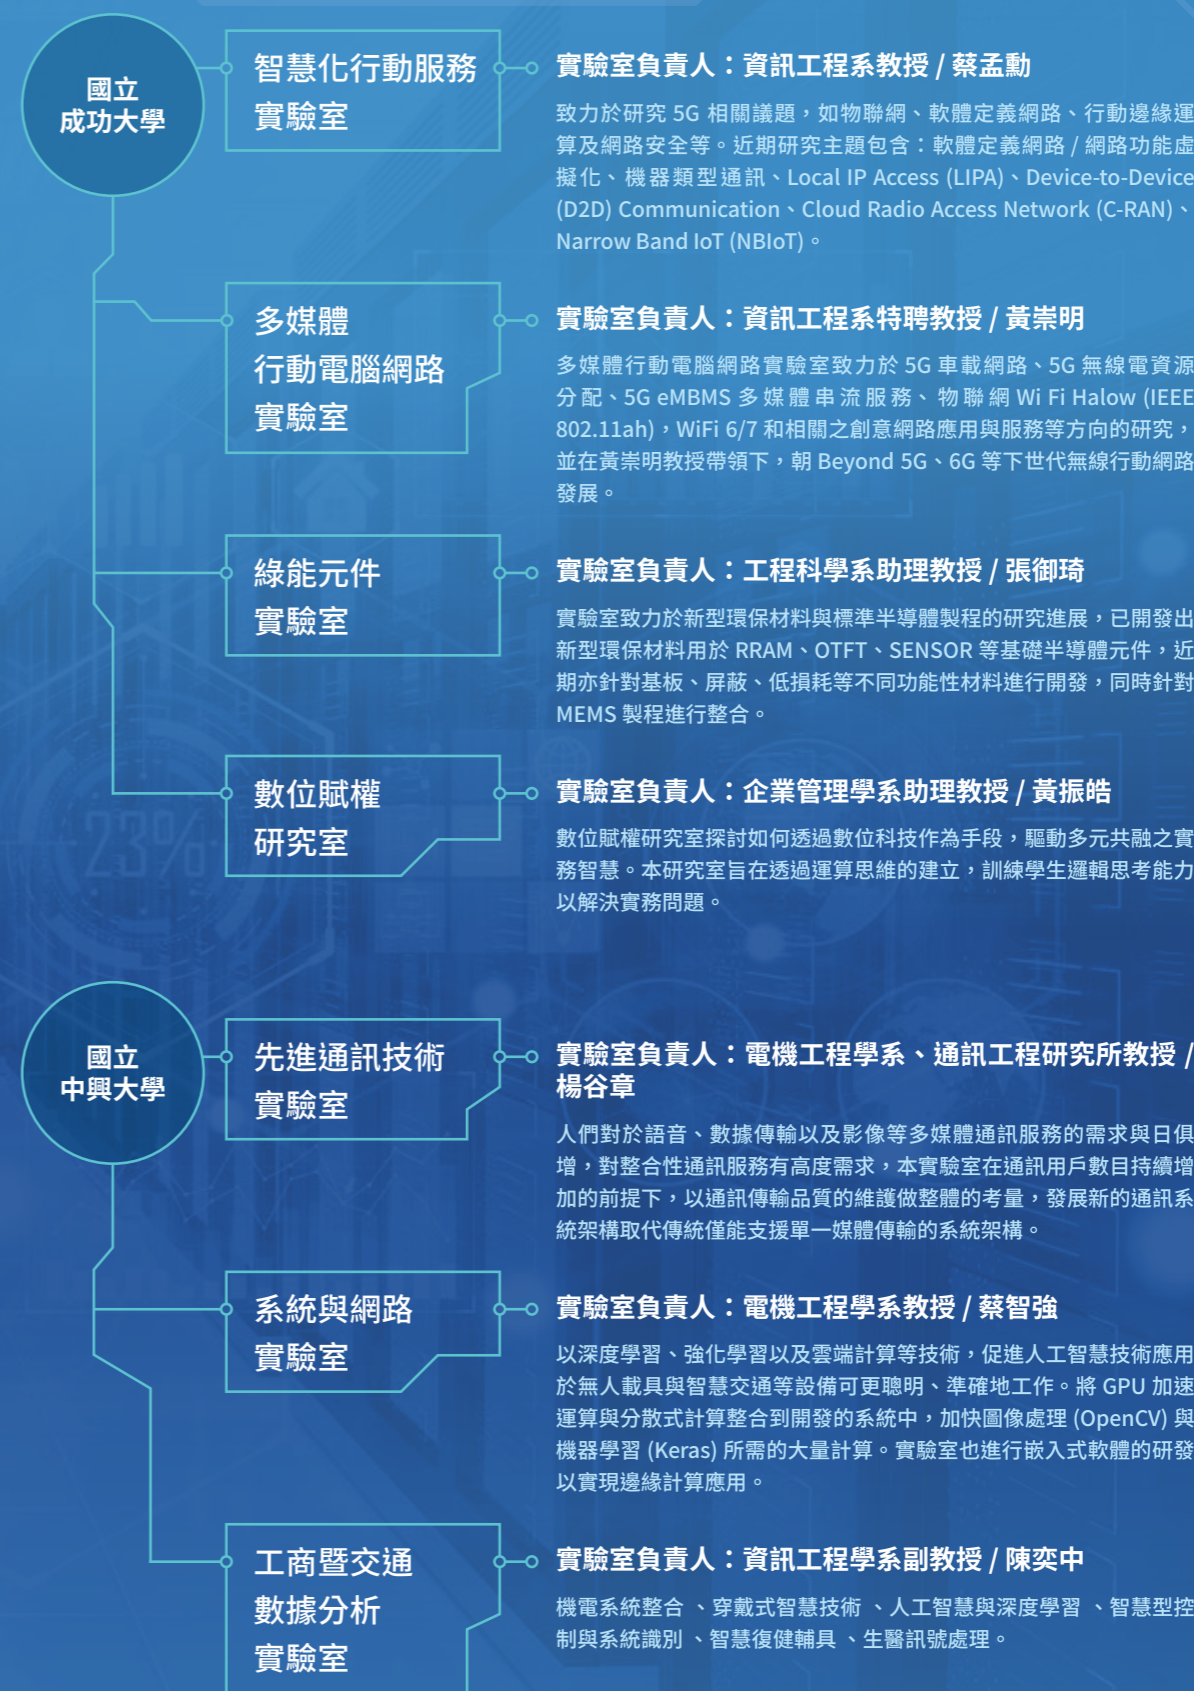 國立
成功大學
智慧化行動服務
實驗室
實驗室負責人：資訊工程系教授 / 蔡孟勳
致力於研究 5G 相關議題，如物聯網、軟體定義網路、行動邊緣運
算及網路安全等。近期研究主題包含：軟體定義網路 / 網路功能虛
擬化、機器類型通訊、Local IP Access (LIPA)、Device-to-Device
(D2D) Communication、Cloud Radio Access Network (C-RAN)、
Narrow Band IoT (NBIoT)。
多媒體
行動電腦網路
實驗室
實驗室負責人：資訊工程系特聘教授 / 黃崇明
多媒體行動電腦網路實驗室致力於 5G 車載網路、5G 無線電資源
分配、5G eMBMS 多媒體串流服務、物聯網 Wi Fi Halow (IEEE
802.11ah)，WiFi 6/7 和相關之創意網路應用與服務等方向的研究，
並在黃崇明教授帶領下，朝 Beyond 5G、6G 等下世代無線行動網路
發展。
綠能元件
實驗室
實驗室負責人：工程科學系助理教授 / 張御琦
實驗室致力於新型環保材料與標準半導體製程的研究進展，已開發出
新型環保材料用於 RRAM、OTFT、SENSOR 等基礎半導體元件，近
期亦針對基板、屏蔽、低損耗等不同功能性材料進行開發，同時針對
MEMS 製程進行整合。
數位賦權
研究室
實驗室負責人：企業管理學系助理教授 / 黃振皓
數位賦權研究室探討如何透過數位科技作為手段，驅動多元共融之實
務智慧。本研究室旨在透過運算思維的建立，訓練學生邏輯思考能力
以解決實務問題。
23%
國立
中興大學
先進通訊技術
實驗室
實驗室負責人：電機工程學系、通訊工程研究所教授 /
楊谷章
人們對於語音、數據傳輸以及影像等多媒體通訊服務的需求與日俱
增，對整合性通訊服務有高度需求，本實驗室在通訊用戶數目持續增
加的前提下，以通訊傳輸品質的維護做整體的考量，發展新的通訊系
統架構取代傳統僅能支援單一媒體傳輸的系統架構。
系統與網路
實驗室
實驗室負責人：電機工程學系教授 / 蔡智強
以深度學習、強化學習以及雲端計算等技術，促進人工智慧技術應用
於無人載具與智慧交通等設備可更聰明、準確地工作。將 GPU 加速
運算與分散式計算整合到開發的系統中，加快圖像處理 (OpenCV) 與
機器學習 (Keras) 所需的大量計算。實驗室也進行嵌入式軟體的研發
以實現邊緣計算應用。
工商暨交通
數據分析
實驗室
實驗室負責人：資訊工程學系副教授 / 陳奕中
機電系統整合 、穿戴式智慧技術 、人工智慧與深度學習 、智慧型控
制與系統識別 、智慧復健輔具 、生醫訊號處理。